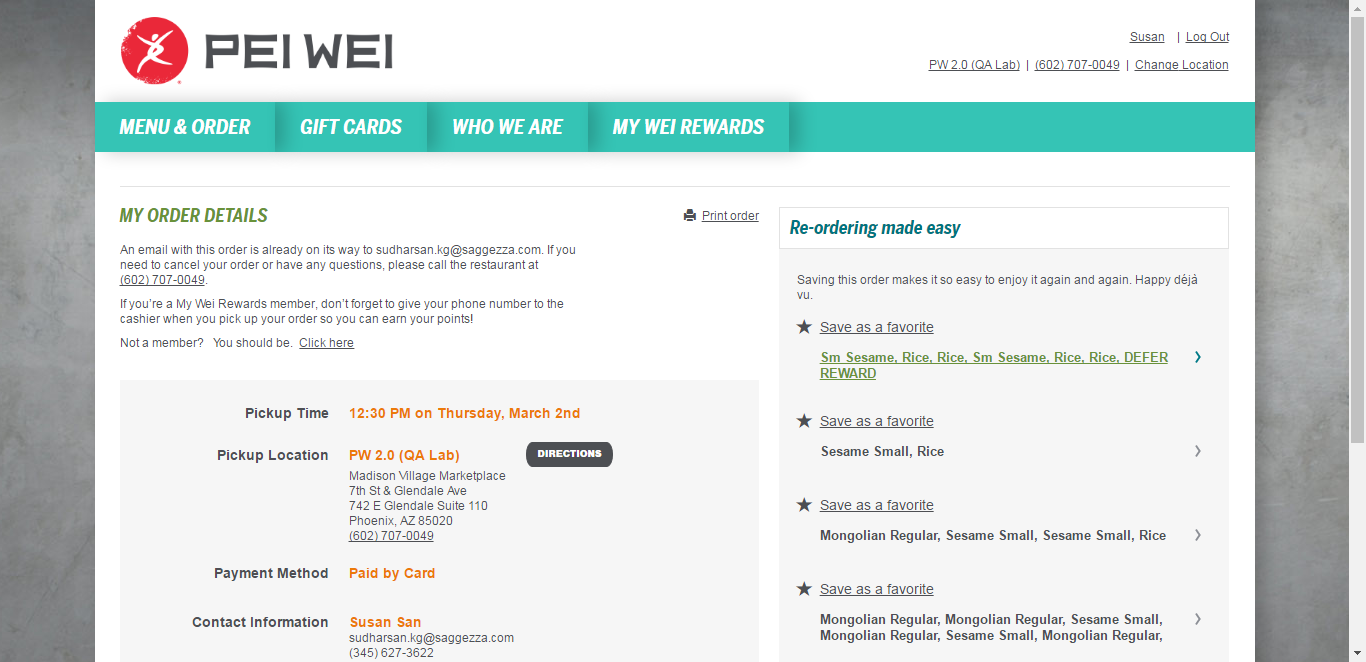 PEI WEI
Susan | Log Out
PW 2.0 (QA Lab) | (602) 707-0049 | Change Location
MENU & ORDER GIFT CARDS WHO WE ARE MY WEI REWARDS
MY ORDER DETAILS
Print order
An email with this order is already on its way to sudharsan.kg@saggezza.com. If you
need to cancel your order or have any questions, please call the restaurant at
(602) 707-0049.
If you're a My Wei Rewards member, don't forget to give your phone number to the
cashier when you pick up your order so you can earn your points!
Not a member? You should be. Click here
Pickup Time 12:30 PM on Thursday, March 2nd
Pickup Location PW 2.0 (QA Lab) DIRECTIONS
Madison Village Marketplace
7th St & Glendale Ave
742 E Glendale Suite 110
Phoenix, AZ 85020
(602) 707-0049
Payment Method Paid by Card
Contact Information Susan San
sudharsan.kg@saggezza.com
(345) 627-3622
Re-ordering made easy
Saving this order makes it so easy to enjoy it again and again. Happy déjà
vu.
Save as a favorite
Sm Sesame, Rice, Rice, Sm Sesame, Rice, Rice, DEFER
REWARD
Save as a favorite
Sesame Small, Rice
Save as a favorite
Mongolian Regular, Sesame Small, Sesame Small, Rice
Save as a favorite
Mongolian Regular, Mongolian Regular, Sesame Small,
Mongolian Regular, Sesame Small, Mongolian Regular,